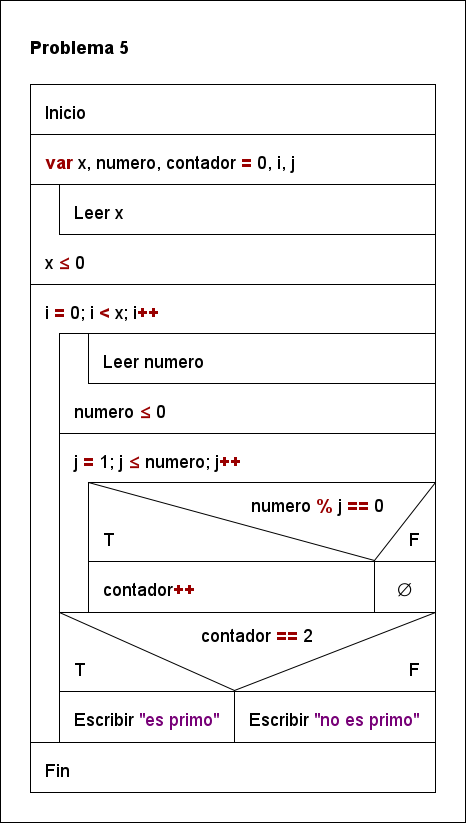 Problema 5
Inicio
var x, numero, contador = 0, i, j
Leer x
x ≤ 0
i = 0; i < x; i++
Leer numero
numero ≤ 0
j = 1; j ≤ numero; j++
numero % j == 0
T F
contador++ ∅
contador == 2
T F
Escribir "es primo" Escribir "no es primo"
Fin